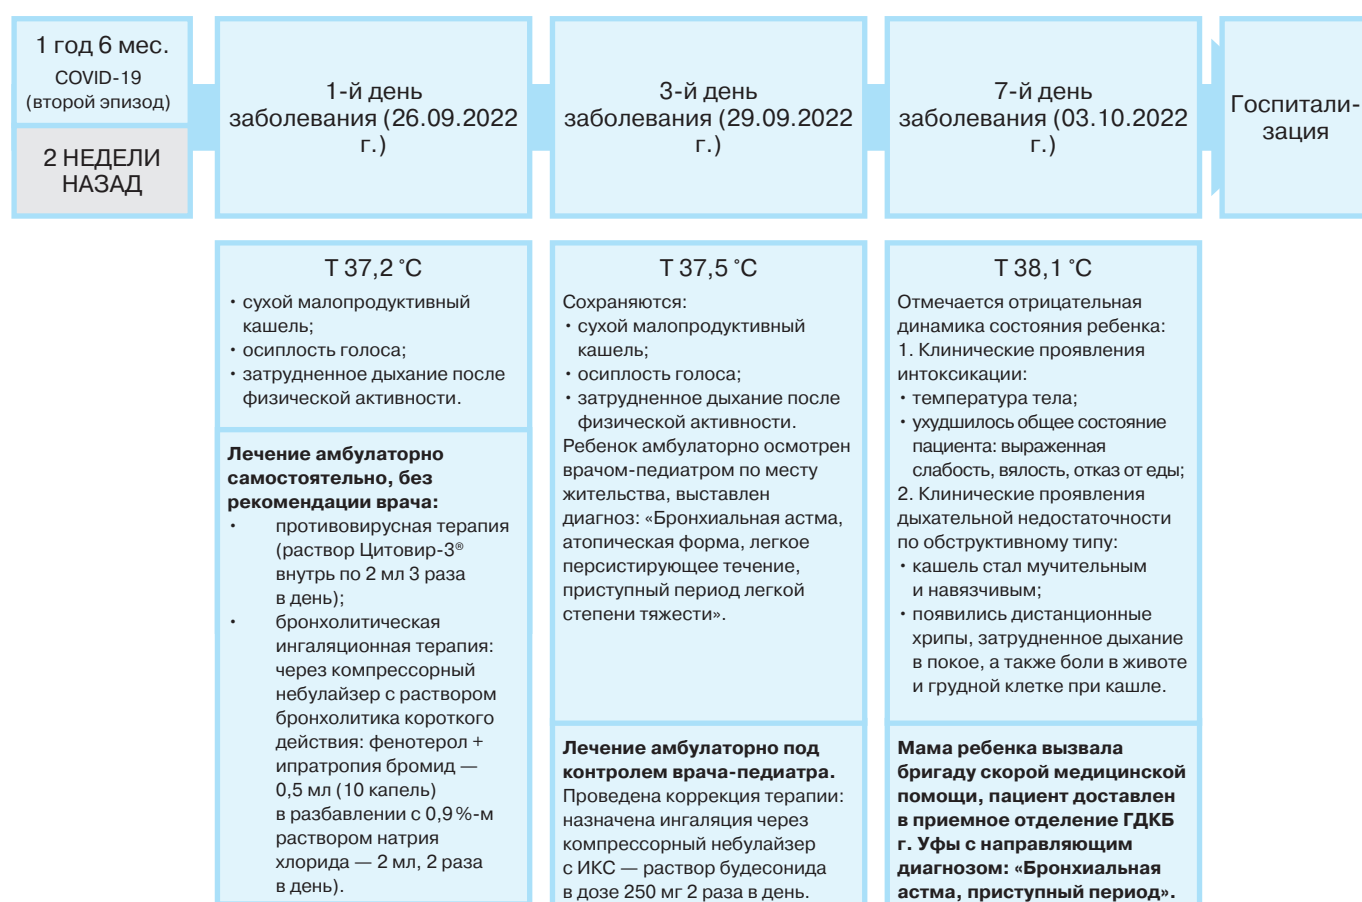 1 год 6 мес.
COVID-19
(второй эпизод)
2 НЕДЕЛИ
НАЗАД
1-й день
заболевания (26.09.2022
г.)
3-й день
заболевания (29.09.2022
г.)
7-й день
заболевания (03.10.2022
г.)
Госпитали-
зация
Т 37,2 °С
• сухой малопродуктивный
кашель;
• осиплость голоса;
• затрудненное дыхание после
физической активности.
Лечение амбулаторно
самостоятельно, без
рекомендации врача:
• противовирусная терапия
(раствор Цитовир-3®
внутрь по 2 мл 3 раза
в день);
• бронхолитическая
ингаляционная терапия:
через компрессорный
небулайзер с раствором
бронхолитика короткого
действия: фенотерол +
ипратропия бромид —
0,5 мл (10 капель)
в разбавлении с 0,9 %-м
раствором натрия
хлорида — 2 мл, 2 раза
в день).
Т 37,5 °С
Сохраняются:
• сухой малопродуктивный
кашель;
• осиплость голоса;
• затрудненное дыхание после
физической активности.
Ребенок амбулаторно осмотрен
врачом-педиатром по месту
жительства, выставлен
диагноз: «Бронхиальная астма,
атопическая форма, легкое
персистирующее течение,
приступный период легкой
степени тяжести».
Лечение амбулаторно под
контролем врача-педиатра.
Проведена коррекция терапии:
назначена ингаляция через
компрессорный небулайзер
с ИКС — раствор будесонида
в дозе 250 мг 2 раза в день.
Т 38,1 °С
Отмечается отрицательная
динамика состояния ребенка:
1. Клинические проявления
интоксикации:
• температура тела;
• ухудшилось общее состояние
пациента: выраженная
слабость, вялость, отказ от еды;
2. Клинические проявления
дыхательной недостаточности
по обструктивному типу:
• кашель стал мучительным
и навязчивым;
• появились дистанционные
хрипы, затрудненное дыхание
в покое, а также боли в животе
и грудной клетке при кашле.
Мама ребенка вызвала
бригаду скорой медицинской
помощи, пациент доставлен
в приемное отделение ГДКБ
г. Уфы с направляющим
диагнозом: «Бронхиальная
астма, приступный период».